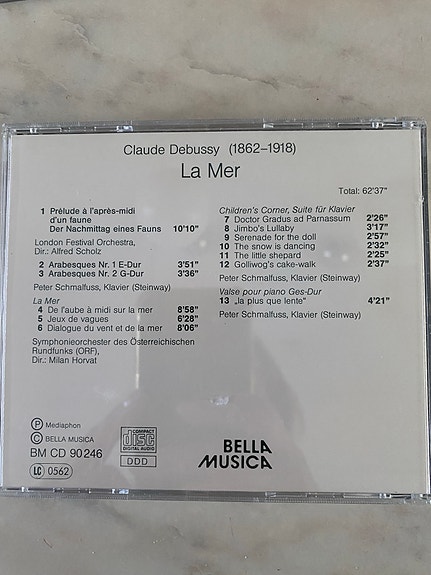 Claude Debussy (1862–1918)
La Mer
Total: 62'37"
1 Prélude à l'après-midi
d'un faune
Der Nachmittag eines Fauns 10'10"
London Festival Orchestra,
Dir.: Alfred Scholz
2 Arabesques Nr. 1 E-Dur 3'51"
3 Arabesques Nr. 2 G-Dur 3'36"
Peter Schmalfuss, Klavier (Steinway)
La Mer
4 De l'aube à midi sur la mer 8'58"
5 Jeux de vagues 6'28"
6 Dialogue du vent et de la mer 8'06"
Symphonieorchester des Österreichischen
Rundfunks (ORF),
Dir.: Milan Horvat
Children's Corner, Suite für Klavier
7 Doctor Gradus ad Parnassum 2'26"
8 Jimbo's Lullaby 3'17"
9 Serenade for the doll 2'57"
10 The snow is dancing 2'32"
11 The little shepard 2'25"
12 Golliwog's cake-walk 2'37"
Peter Schmalfuss, Klavier (Steinway)
Valse pour piano Ges-Dur
13 „la plus que lente" 4'21"
Peter Schmalfuss, Klavier (Steinway)
Ⓟ Mediaphon
Ⓒ BELLA MUSICA
BM CD 90 246
LC 0562
COMPACT
disc
DIGITAL AUDIO
DDD
BELLA
MUSICA